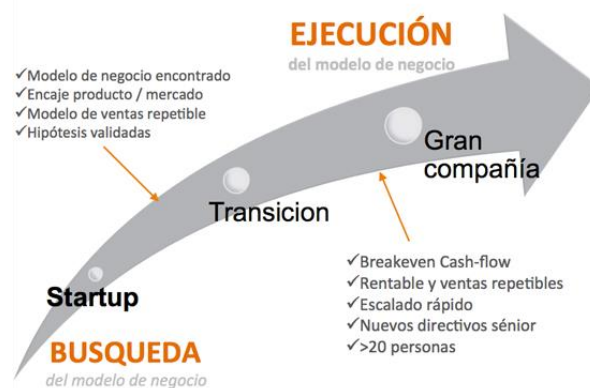 EJECUCIÓN
del modelo de negocio
✓Modelo de negocio encontrado
✓Encaje producto / mercado
✓Modelo de ventas repetible
✓Hipótesis validadas
Gran
compañía
Transicion
Startup
✓Breakeven Cash-flow
✓Rentable y ventas repetibles
✓Escalado rápido
✓Nuevos directivos sénior
✓>20 personas
BUSQUEDA
del modelo de negocio